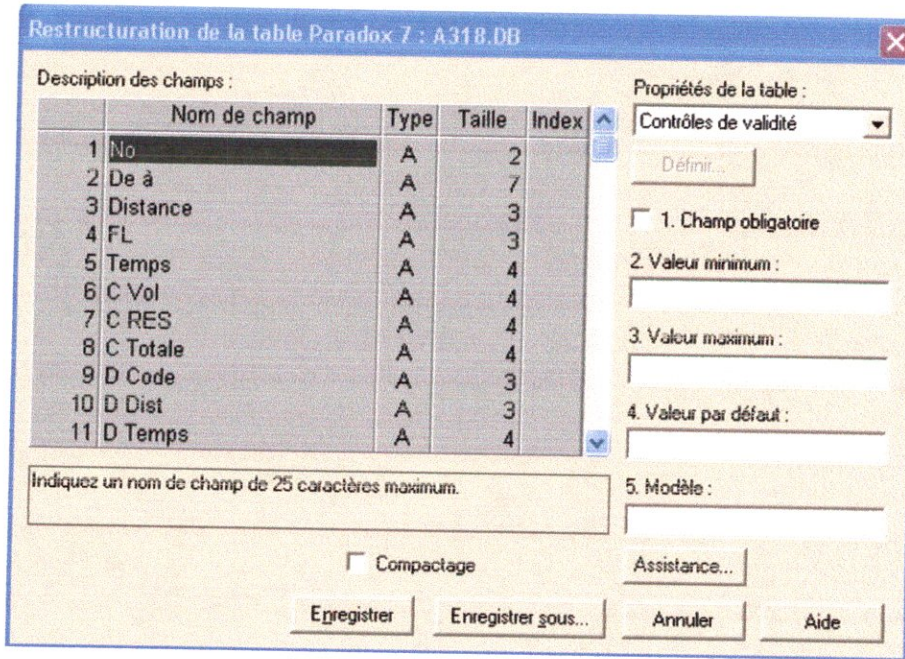 Restructuration de la table Paradox 7 : A318.DB
Description des champs :
Nom de champ Type Taille Index
1 No A 2
2 De à A 7
3 Distance A 3
4 FL A 3
5 Temps A 4
6 C Vol A 4
7 C RES A 4
8 C Totale A 4
9 D Code A 3
10 D Dist A 3
11 D Temps A 4
Indiquez un nom de champ de 25 caractères maximum.
Compactage
Propriétés de la table :
Contrôles de validité
Définir...
1. Champ obligatoire
2. Valeur minimum :
3. Valeur maximum :
4. Valeur par défaut :
5. Modèle :
Assistance...
Enregistrer Enregistrer sous... Annuler Aide